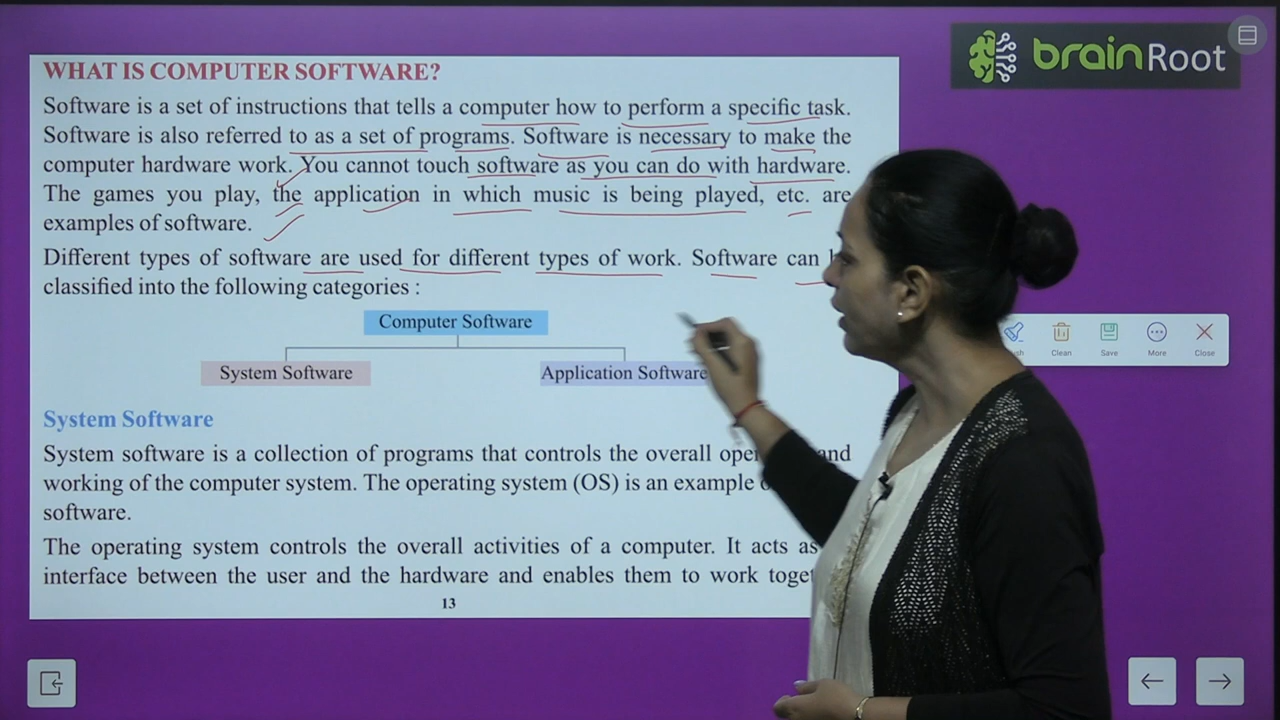 brainRoot
WHAT IS COMPUTER SOFTWARE?
Software is a set of instructions that tells a computer how to perform a specific task.
Software is also referred to as a set of programs. Software is necessary to make the
computer hardware work. You cannot touch software as you can do with hardware.
The games you play, the application in which music is being played, etc. are
examples of software.
Different types of software are used for different types of work. Software can
classified into the following categories :
Computer Software
System Software
Application Software
Clean
Save
More
Close
System Software
System software is a collection of programs that controls the overall and
working of the computer system. The operating system (OS) is an example
software.
The operating system controls the overall activities of a computer. It acts as
interface between the user and the hardware and enables them to work
13